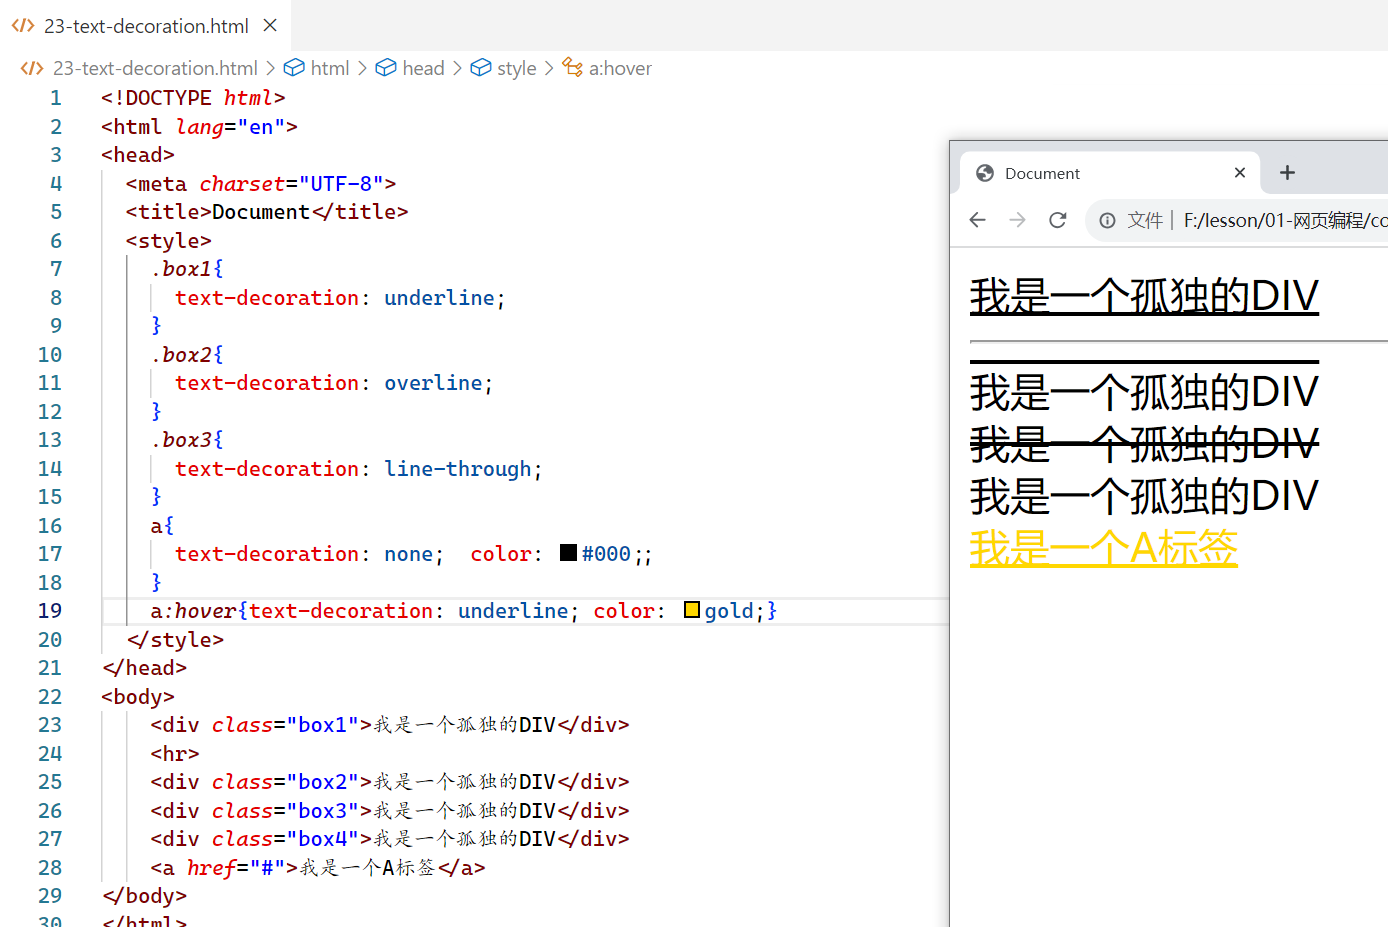 23-text-decoration.html
23-text-decoration.html > html > head > style > a:hover
1 <!DOCTYPE html>
2 <html lang="en">
3 <head>
4 <meta charset="UTF-8">
5 <title>Document</title>
6 <style>
7 .box1{
8 text-decoration: underline;
9 }
10 .box2{
11 text-decoration: overline;
12 }
13 .box3{
14 text-decoration: line-through;
15 }
16 a{
17 text-decoration: none;  color: #000;;
18 }
19 a:hover{text-decoration: underline; color: gold;}
20 </style>
21 </head>
22 <body>
23 <div class="box1">我是一个孤独的DIV</div>
24 <hr>
25 <div class="box2">我是一个孤独的DIV</div>
26 <div class="box3">我是一个孤独的DIV</div>
27 <div class="box4">我是一个孤独的DIV</div>
28 <a href="#">我是一个A标签</a>
29 </body>
30 </html>
Document
文件 | F:/lesson/01-网页编程/co
我是一个孤独的DIV
我是一个孤独的DIV
我是一个孤独的DIV
我是一个孤独的DIV
我是一个A标签